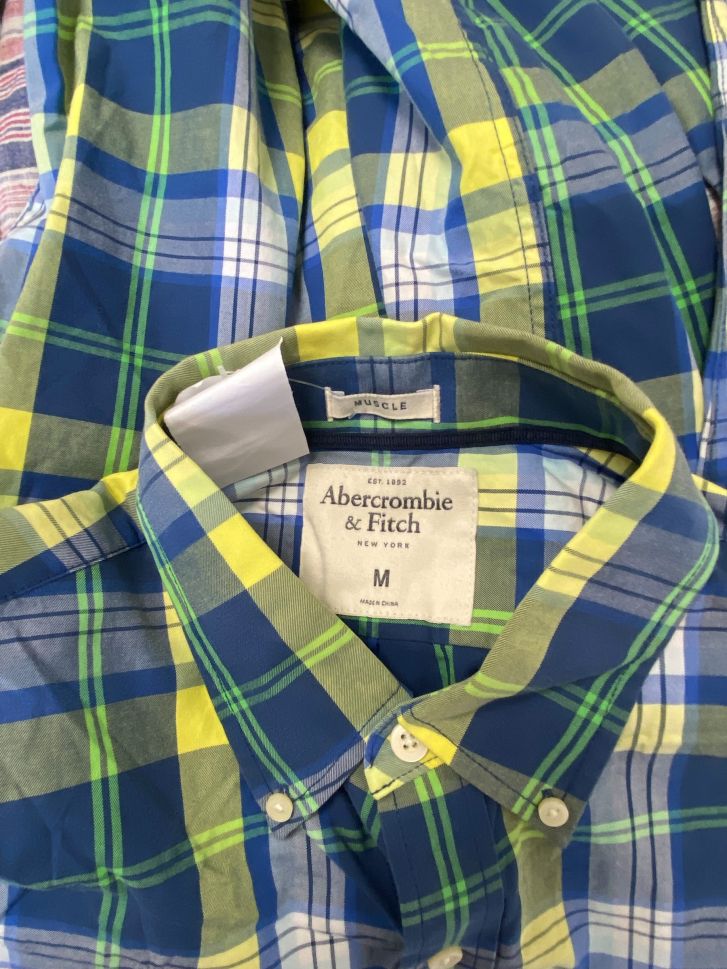 MUSCLE
EST. 1892
Abercrombie
& Fitch
NEW YORK
M
MADE IN CHINA